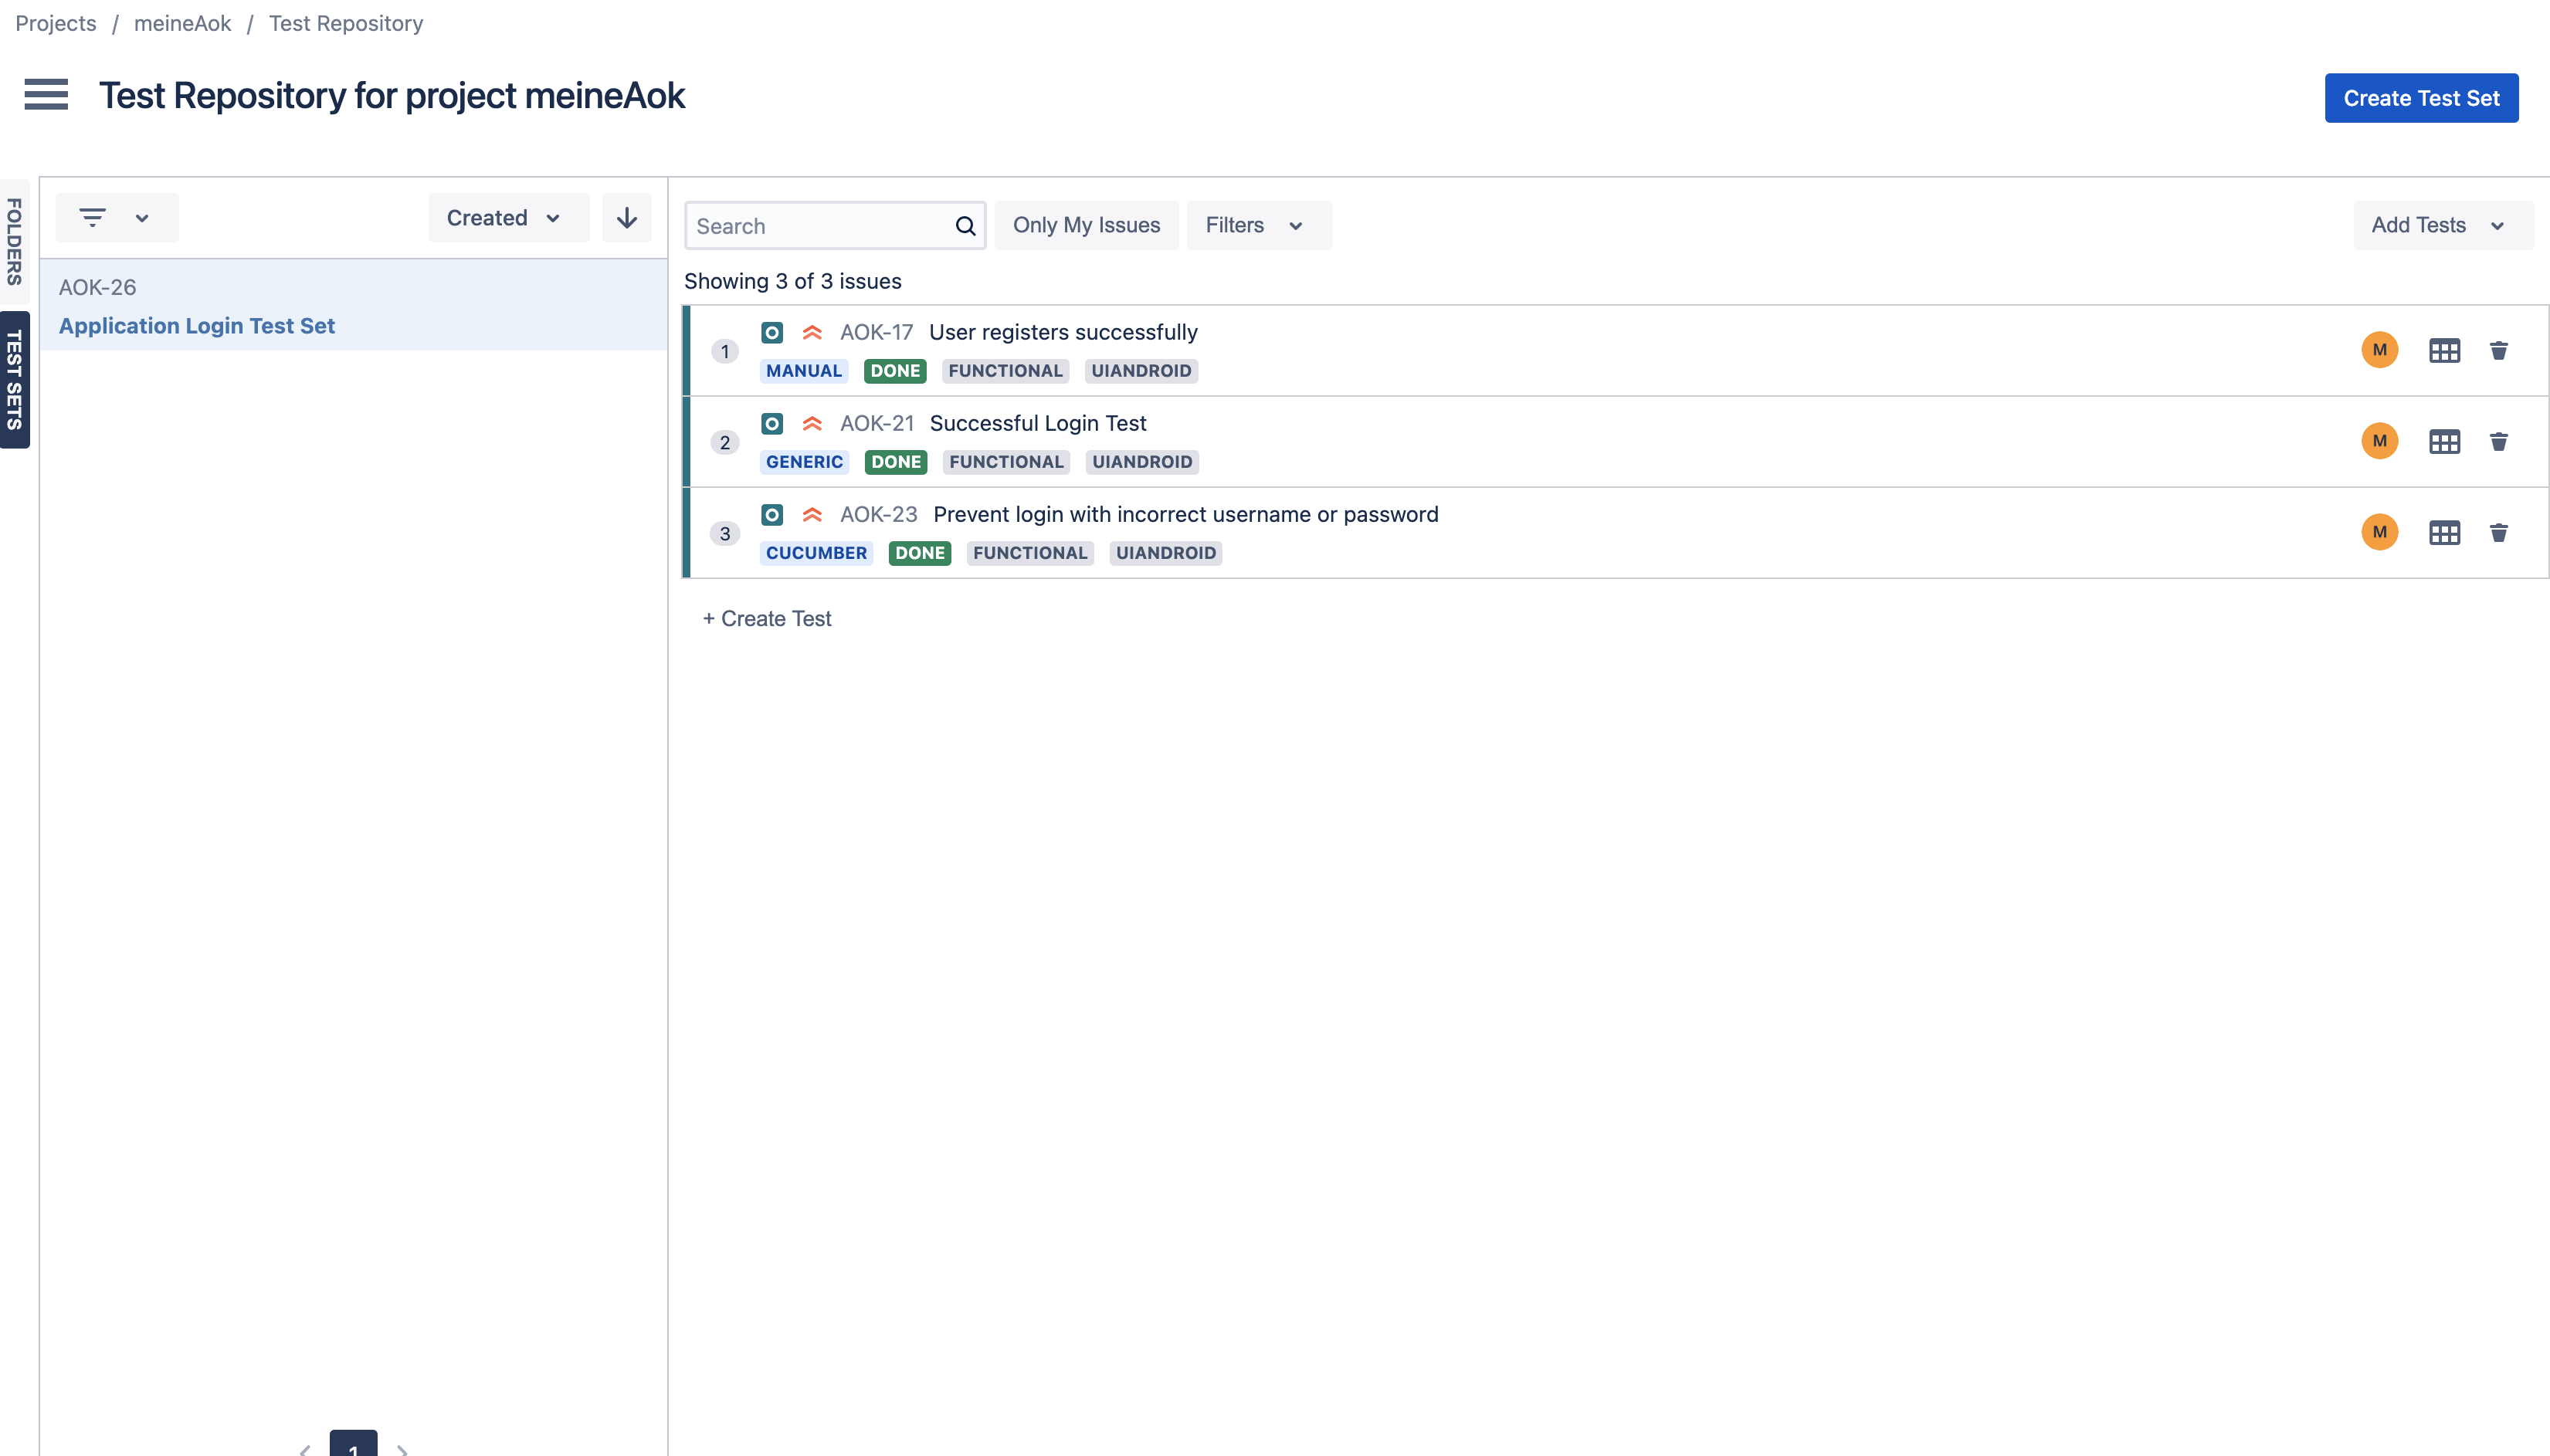 Projects / meineAok / Test Repository
Test Repository for project meineAok
Create Test Set
FOLDERS
TEST SETS
Created
AOK-26
Application Login Test Set
Search
Only My Issues
Filters
Add Tests
Showing 3 of 3 issues
1
AOK-17 User registers successfully
MANUAL DONE FUNCTIONAL UIANDROID
M
2
AOK-21 Successful Login Test
GENERIC DONE FUNCTIONAL UIANDROID
M
3
AOK-23 Prevent login with incorrect username or password
CUCUMBER DONE FUNCTIONAL UIANDROID
M
+ Create Test
1